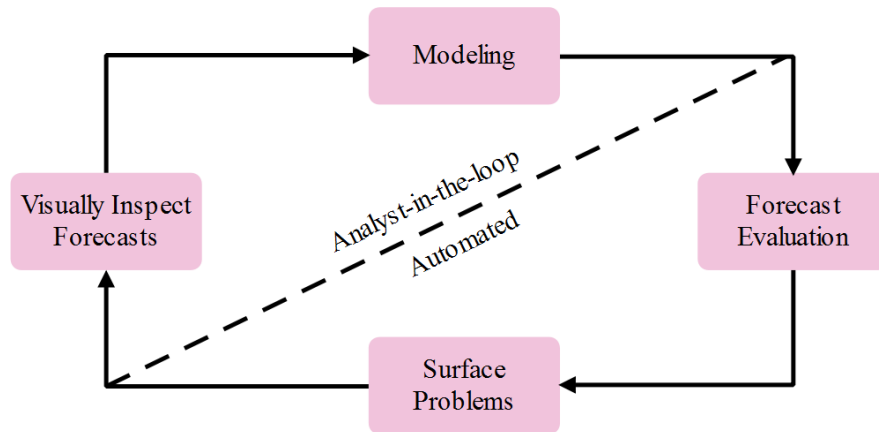 Modeling
Visually Inspect
Forecasts
Analyst-in-the-loop
Automated
Forecast
Evaluation
Surface
Problems